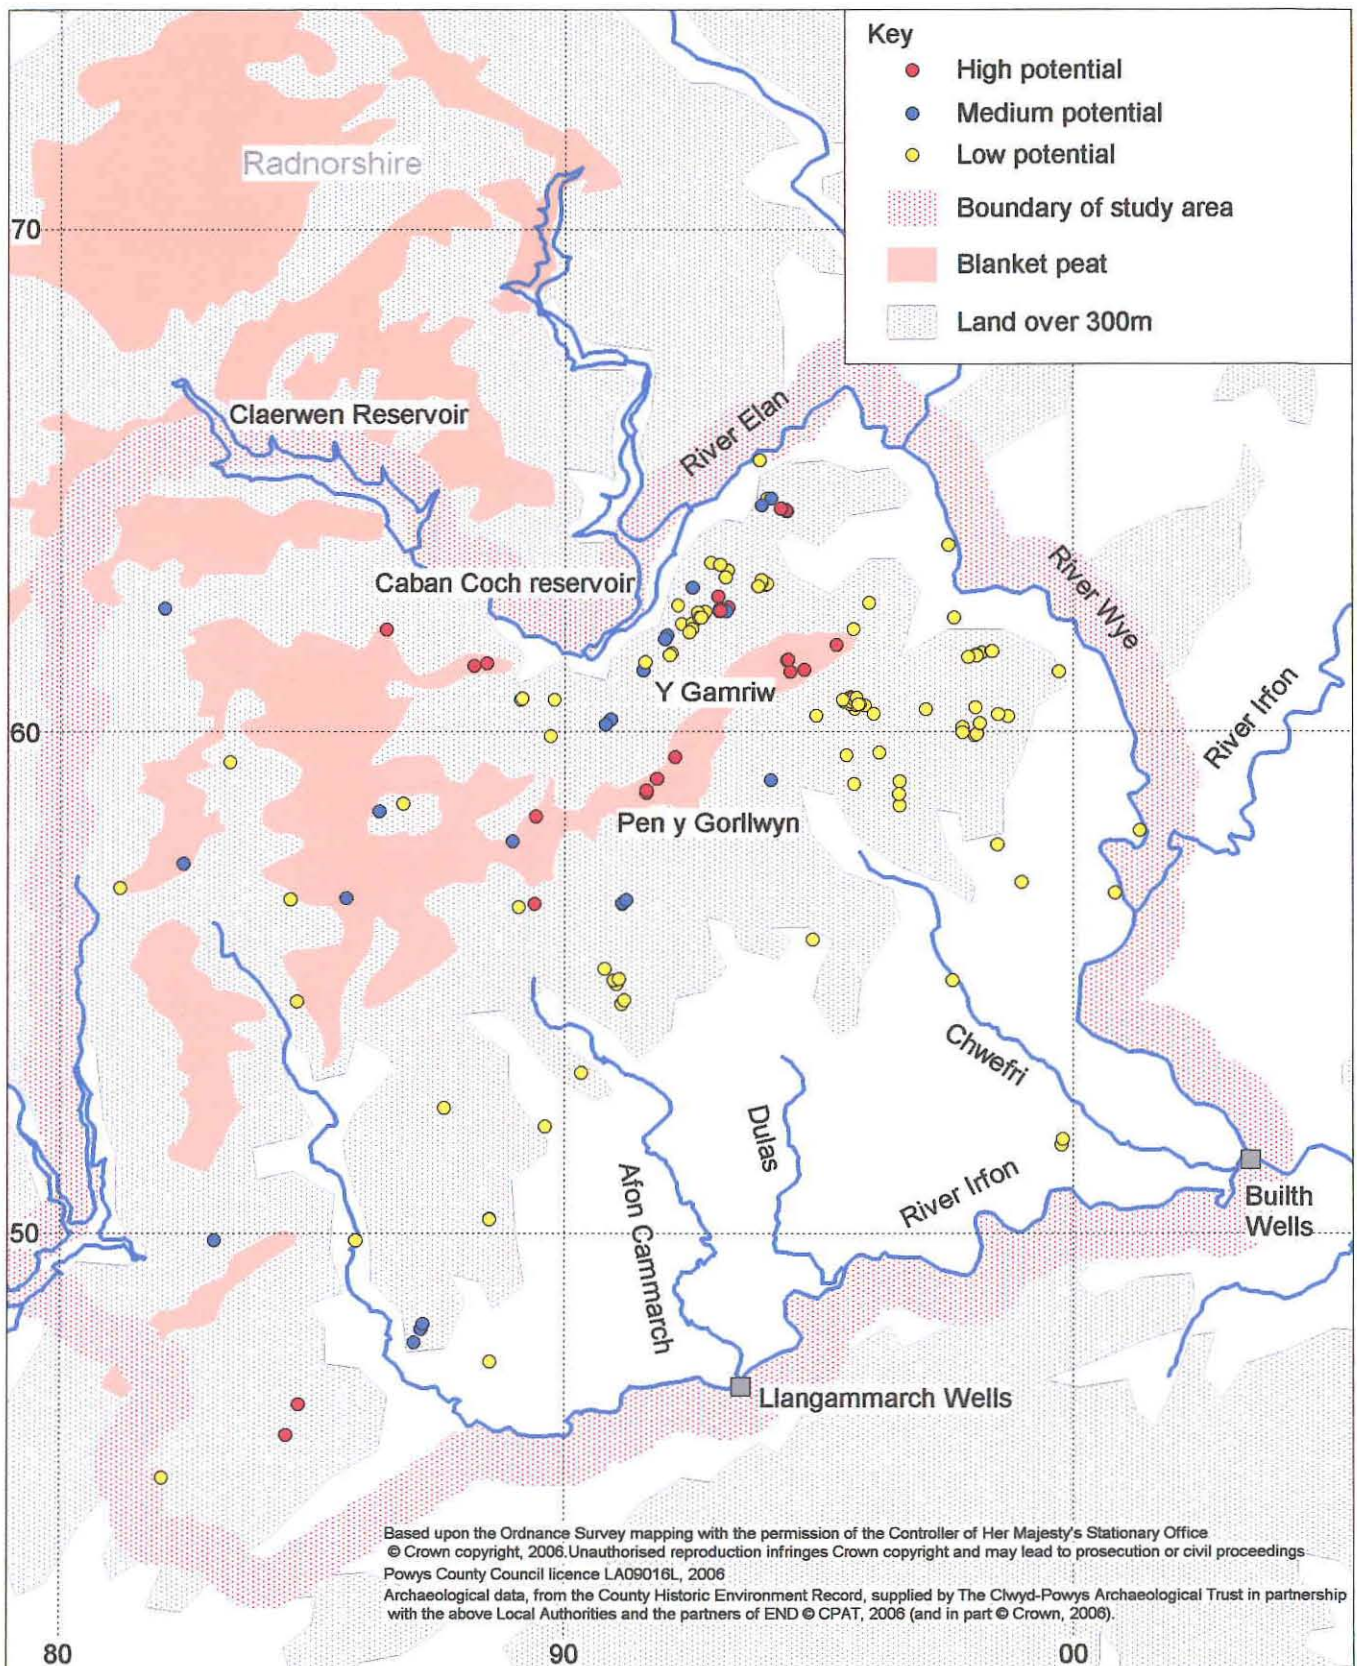 Key
High potential
Medium potential
Low potential
Boundary of study area
Blanket peat
Land over 300m
Radnorshire
70
Claerwen Reservoir
River Elan
Caban Coch reservoir
River Wye
River Irfon
Y Gamriw
60
Pen y Gorllwyn
Chwefri
Dulas
Afon Cammarch
River Irfon
Builth
Wells
50
Llangammarch Wells
Based upon the Ordnance Survey mapping with the permission of the Controller of Her Majesty's Stationary Office
© Crown copyright, 2006.Unauthorised reproduction infringes Crown copyright and may lead to prosecution or civil proceedings
Powys County Council licence LA09016L, 2006
Archaeological data, from the County Historic Environment Record, supplied by The Clwyd-Powys Archaeological Trust in partnership
with the above Local Authorities and the partners of END © CPAT, 2006 (and in part © Crown, 2006).
80
90
00